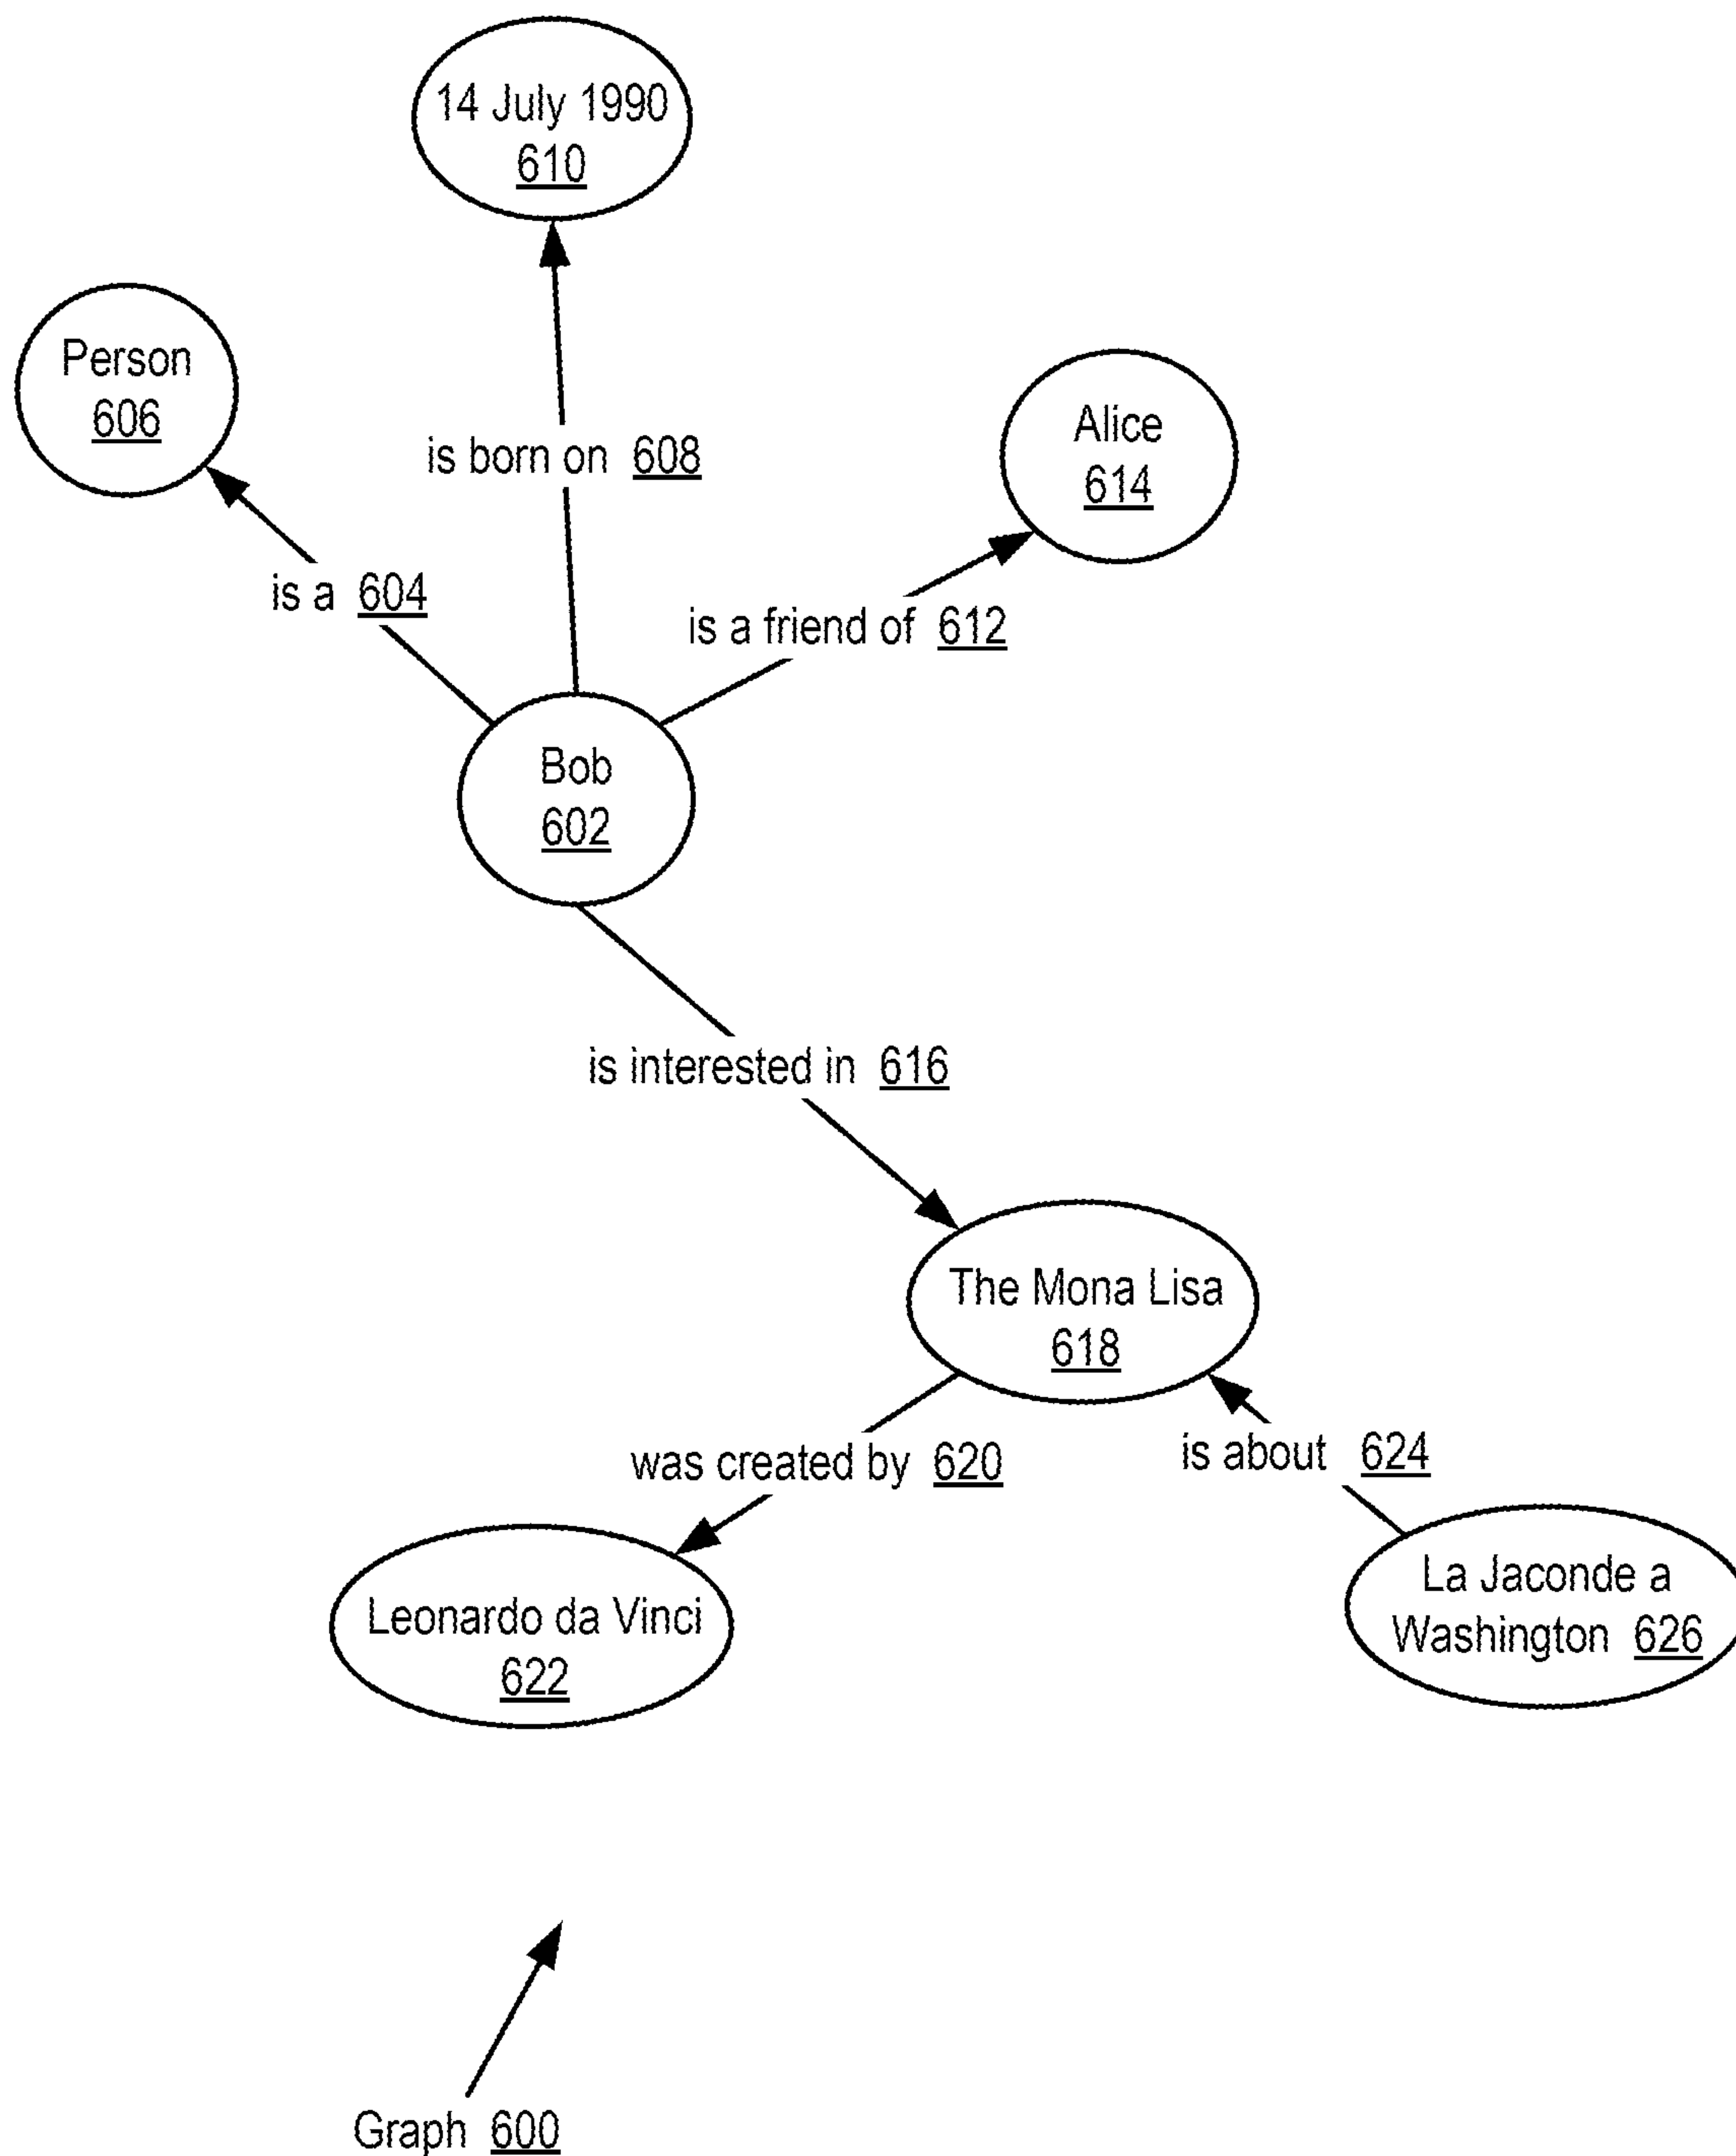 14 July 1990
610
Person
606
Alice
614
is born on 608
is a 604
is a friend of 612
Bob
602
is interested in 616
The Mona Lisa
618
was created by 620
is about 624
Leonardo da Vinci
622
La Jaconde a
Washington 626
Graph 600